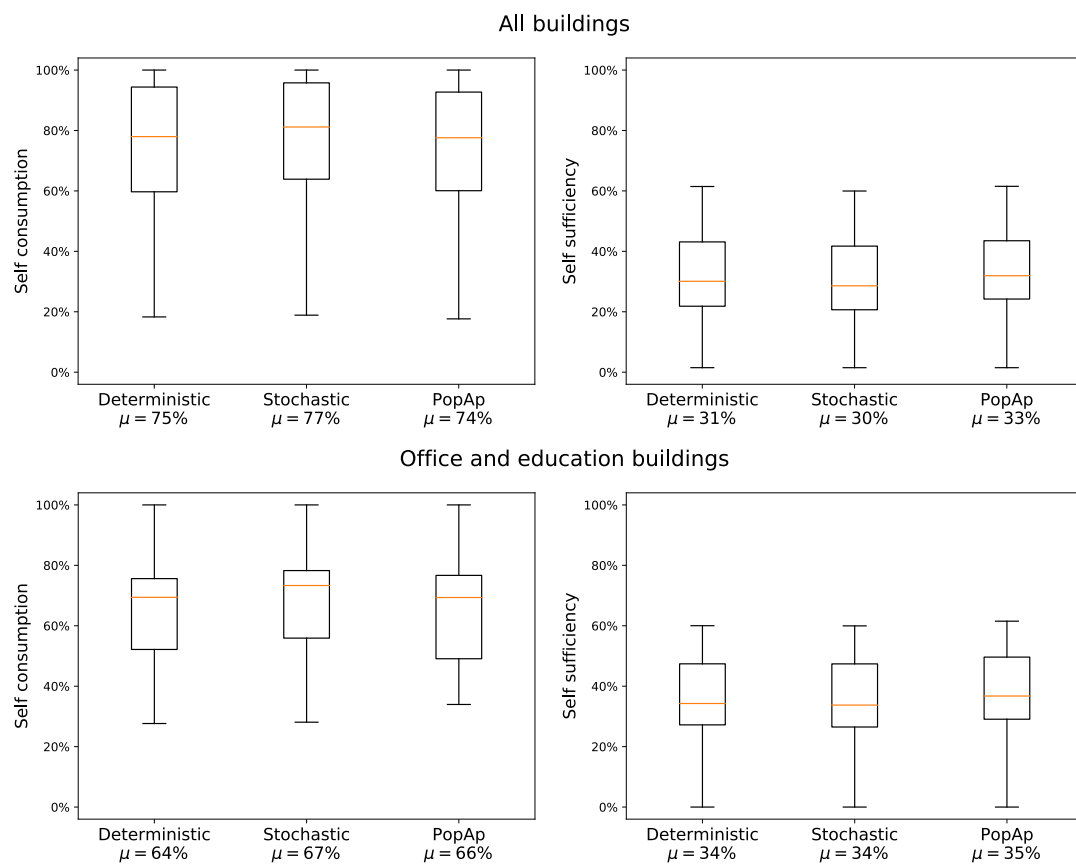 All buildings
100%
80%
60%
40%
20%
0%
Self consumption
Deterministic
μ = 75%
Stochastic
μ = 77%
PopAp
μ = 74%
100%
80%
60%
40%
20%
0%
Self sufficiency
Deterministic
μ = 31%
Stochastic
μ = 30%
PopAp
μ = 33%
Office and education buildings
100%
80%
60%
40%
20%
0%
Self consumption
Deterministic
μ = 64%
Stochastic
μ = 67%
PopAp
μ = 66%
100%
80%
60%
40%
20%
0%
Self sufficiency
Deterministic
μ = 34%
Stochastic
μ = 34%
PopAp
μ = 35%